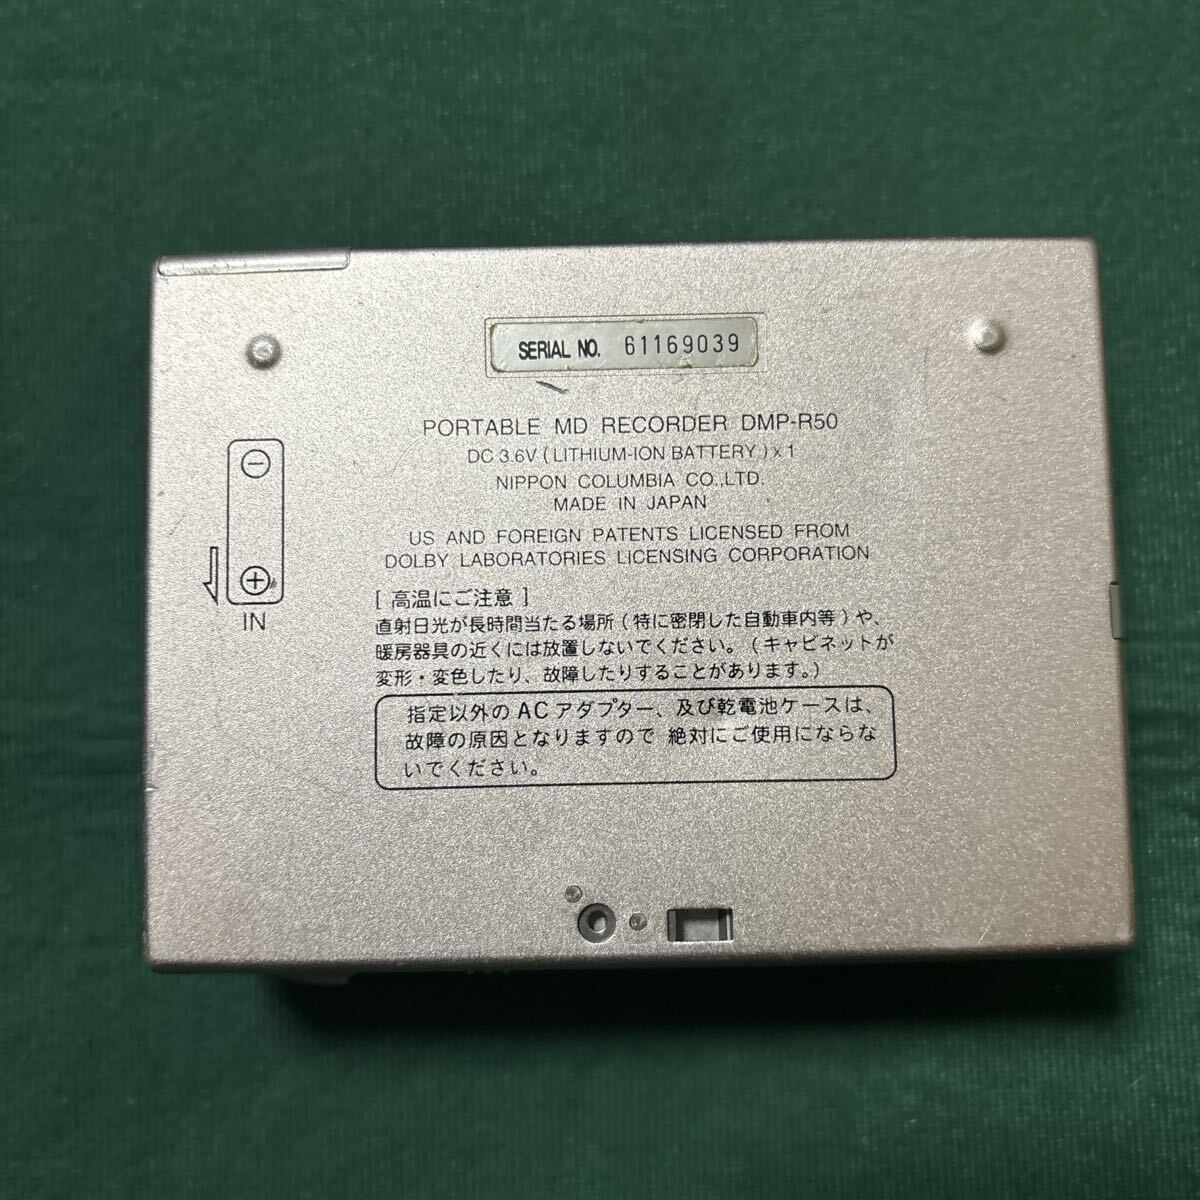 SERIAL NO. 61169039
PORTABLE MD RECORDER DMP-R50
DC 3.6V (LITHIUM-ION BATTERY) x 1
NIPPON COLUMBIA CO.,LTD.
MADE IN JAPAN
US AND FOREIGN PATENTS LICENSED FROM
DOLBY LABORATORIES LICENSING CORPORATION
⊖
⊕
IN
[ 高温にご注意 ]
直射日光が長時間当たる場所 (特に密閉した自動車内等) や、
暖房器具の近くには放置しないでください。(キャビネットが
変形・変色したり、故障したりすることがあります。)
指定以外の AC アダプター、及び乾電池ケースは、
故障の原因となりますので 絶対にご使用にならな
いでください。